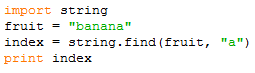 import string
fruit = "banana"
index = string.find(fruit, "a")
print index